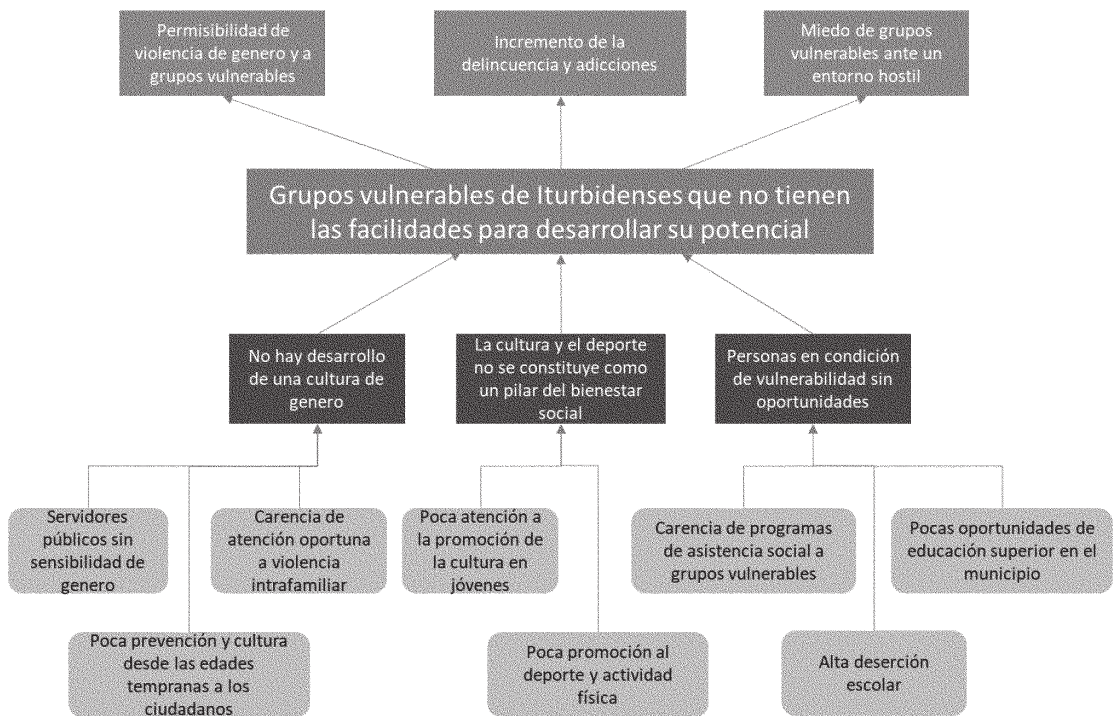 Permisibilidad de
violencia de genero y a
grupos vulnerables
Incremento de la
delincuencia y adicciones
Miedo de grupos
vulnerables ante un
entorno hostil
Grupos vulnerables de Iturbidenses que no tienen
las facilidades para desarrollar su potencial
No hay desarrollo
de una cultura de
genero
La cultura y el deporte
no se constituye como
un pilar del bienestar
social
Personas en condición
de vulnerabilidad sin
oportunidades
Servidores
públicos sin
sensibilidad de
genero
Carencia de
atención oportuna
a violencia
intrafamiliar
Poca atención a
la promoción de
la cultura en
jóvenes
Carencia de programas
de asistencia social a
grupos vulnerables
Pocas oportunidades de
educación superior en el
municipio
Poca prevención y cultura
desde las edades
tempranas a los
ciudadanos
Poca promoción al
deporte y actividad
física
Alta deserción
escolar